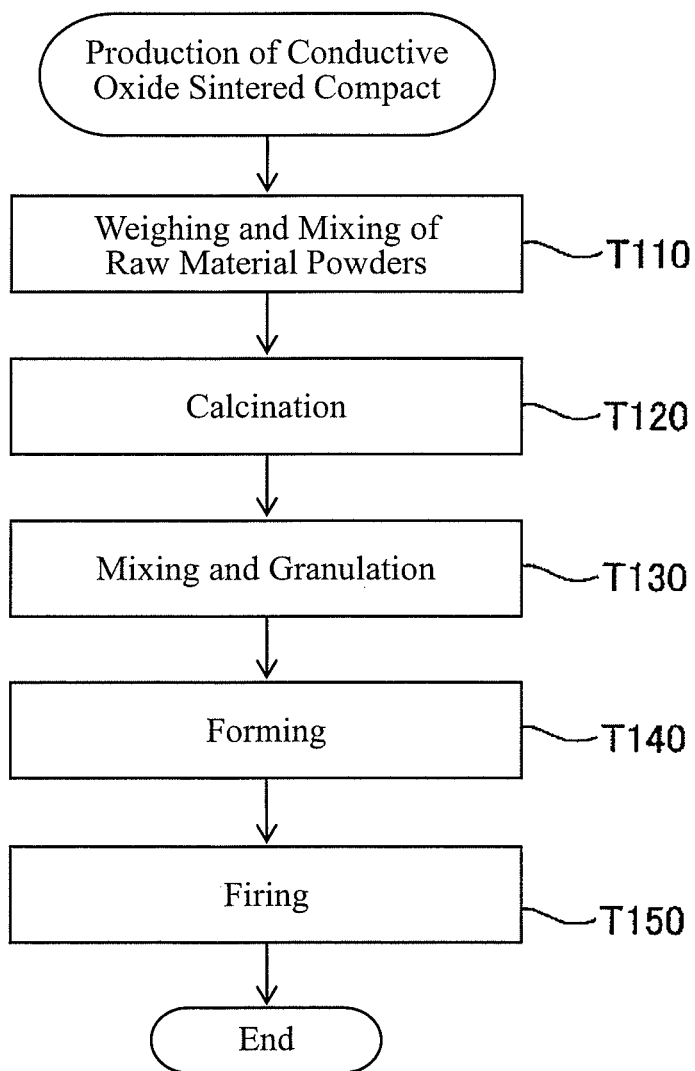 Production of Conductive
Oxide Sintered Compact
Weighing and Mixing of
Raw Material Powders
T110
Calcination
T120
Mixing and Granulation
T130
Forming
T140
Firing
T150
End